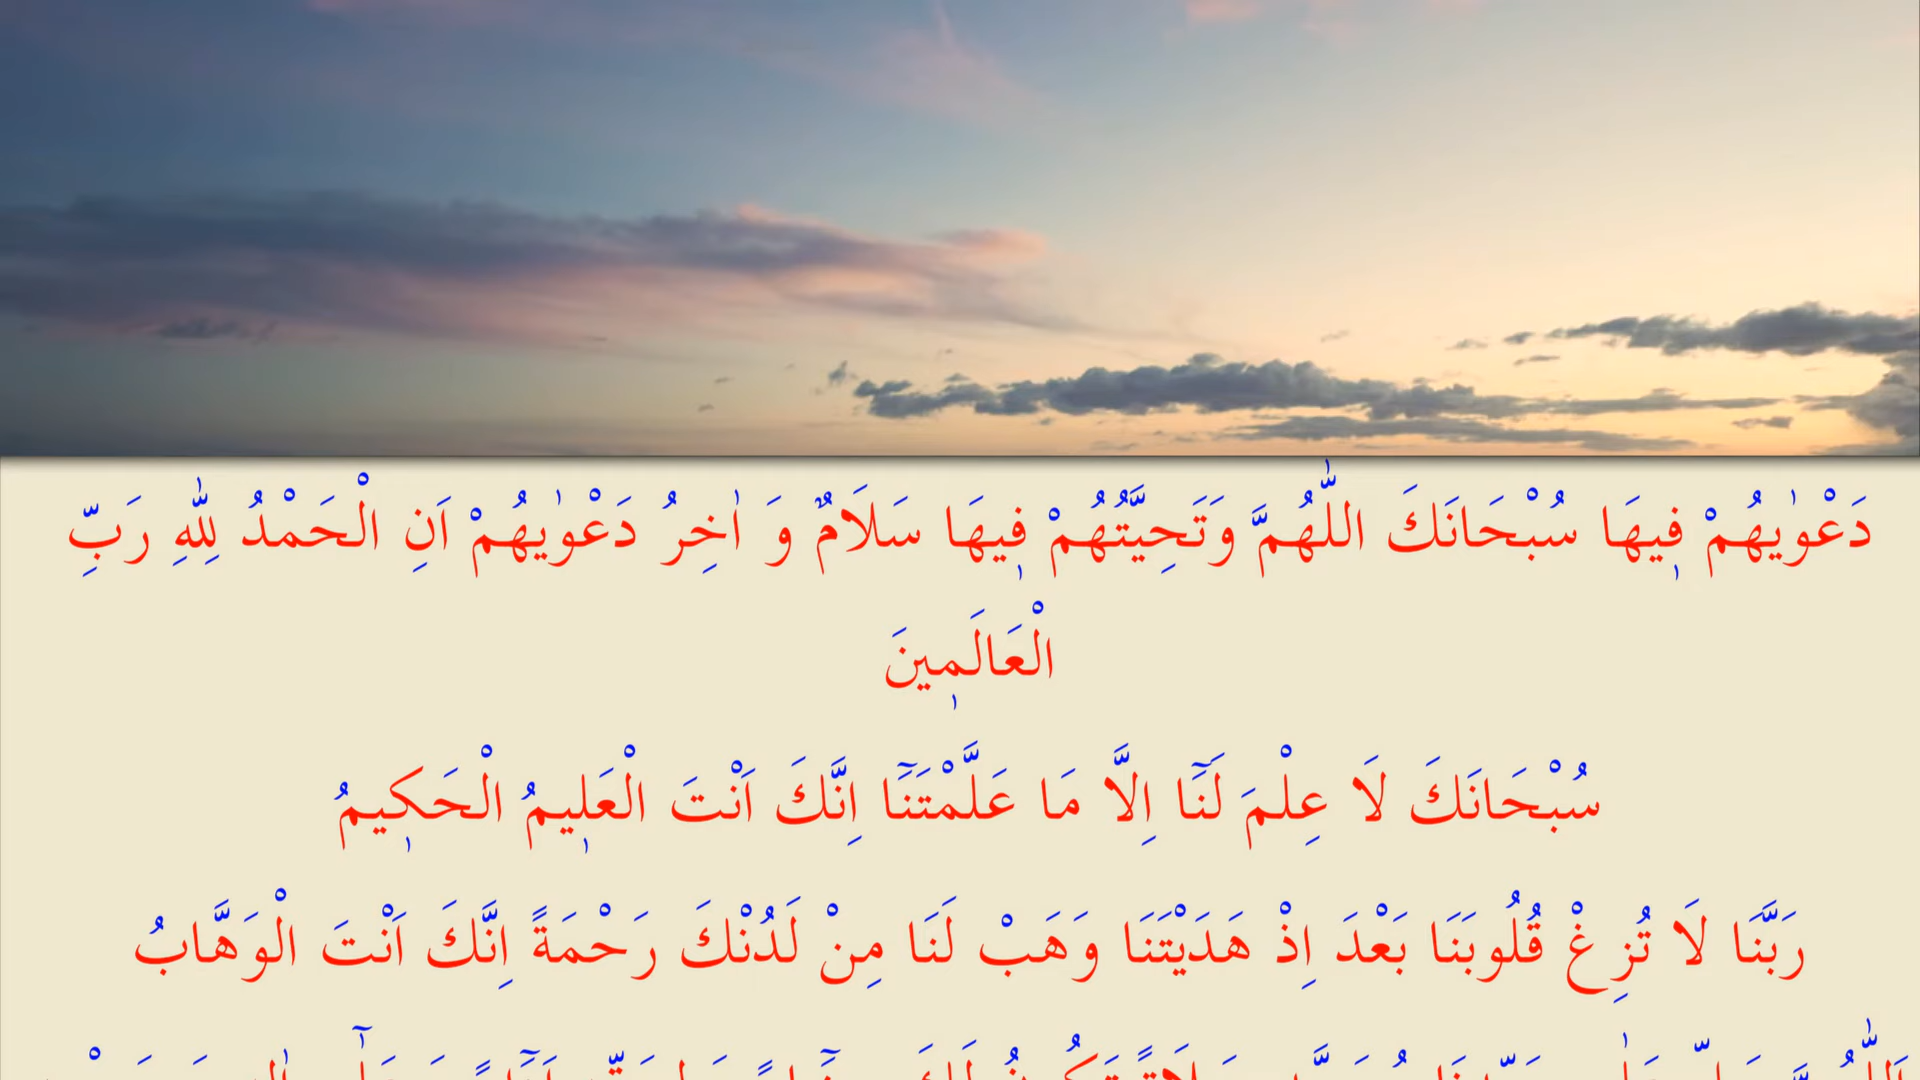 دَعْوٰيهُمْ فٖيهَا سُبْحَانَكَ اللّٰهُمَّ وَتَحِيَّتُهُمْ فٖيهَا سَلَامٌ وَ اٰخِرُ دَعْوٰيهُمْ اَنِ الْحَمْدُ لِلّٰهِ رَبِّ
الْعَالَمٖينَ
سُبْحَانَكَ لَا عِلْمَ لَنَٓا اِلَّا مَا عَلَّمْتَنَٓا اِنَّكَ اَنْتَ الْعَلٖيمُ الْحَكٖيمُ
رَبَّنَا لَا تُزِغْ قُلُوبَنَا بَعْدَ اِذْ هَدَيْتَنَا وَهَبْ لَنَا مِنْ لَدُنْكَ رَحْمَةً اِنَّكَ اَنْتَ الْوَهَّابُ